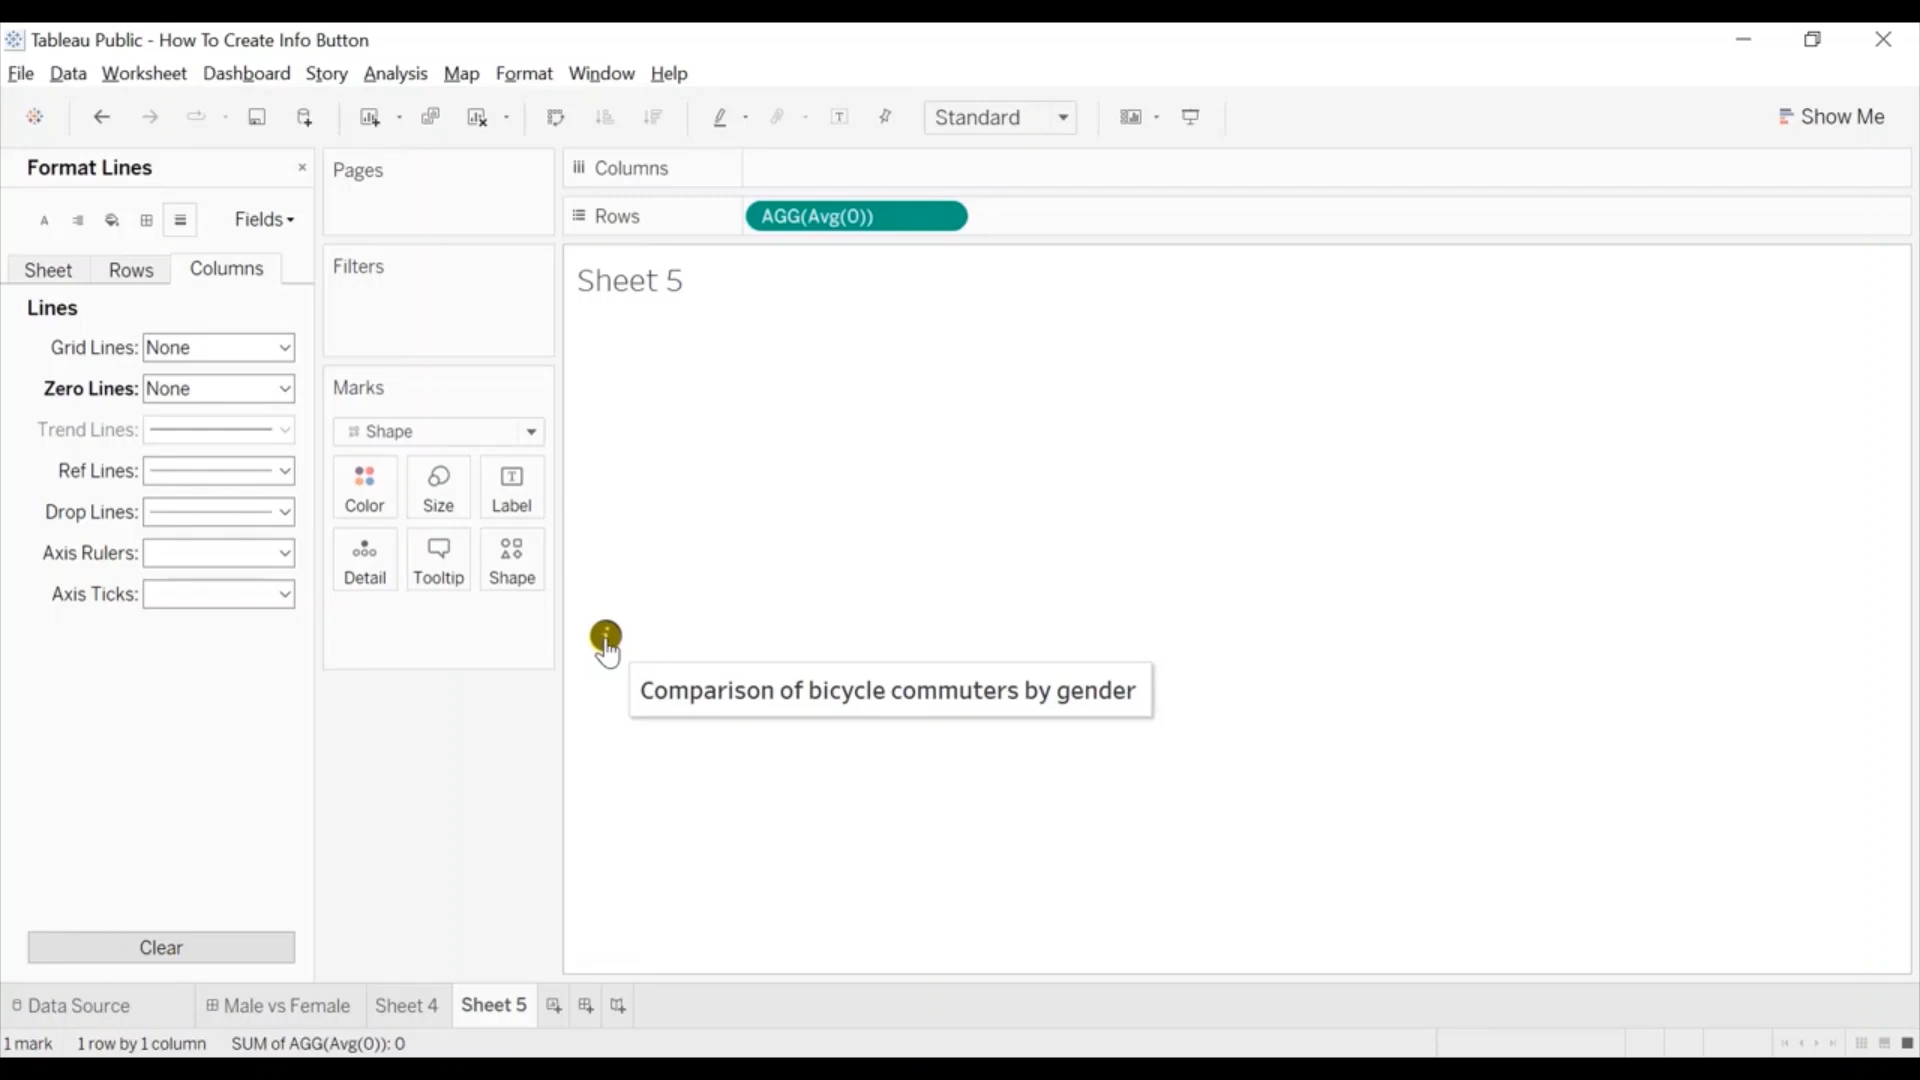 Tableau Public - How To Create Info Button
File Data Worksheet Dashboard Story Analysis Map Format Window Help
Standard
Show Me
Format Lines
Fields
Sheet Rows Columns
Lines
Grid Lines: None
Zero Lines: None
Trend Lines:
Ref Lines:
Drop Lines:
Axis Rulers:
Axis Ticks:
Clear
Pages
Filters
Marks
Shape
Color Size Label
Detail Tooltip Shape
Columns
Rows AGG(Avg(0))
Sheet 5
Comparison of bicycle commuters by gender
Data Source Male vs Female Sheet 4 Sheet 5
1 mark 1 row by 1 column SUM of AGG(Avg(0)): 0